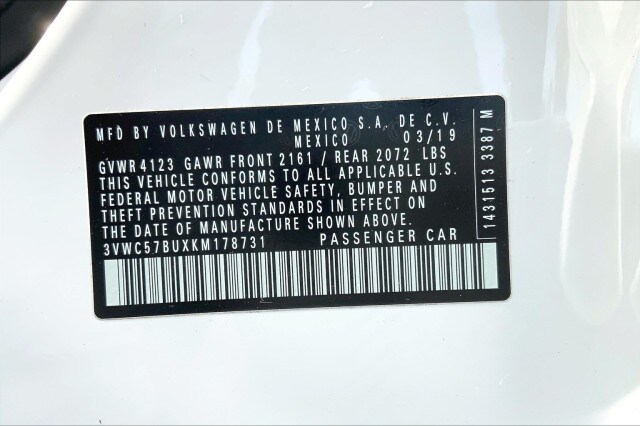 MFD BY VOLKSWAGEN DE MEXICO S.A. DE C.V.
MEXICO 03/19
GVWR 4123 GAWR FRONT 2161 / REAR 2072 LBS
THIS VEHICLE CONFORMS TO ALL APPLICABLE U.S.
FEDERAL MOTOR VEHICLE SAFETY, BUMPER AND
THEFT PREVENTION STANDARDS IN EFFECT ON
THE DATE OF MANUFACTURE SHOWN ABOVE
3VWC57BUXKM178731 PASSENGER CAR
1431513 3387 M